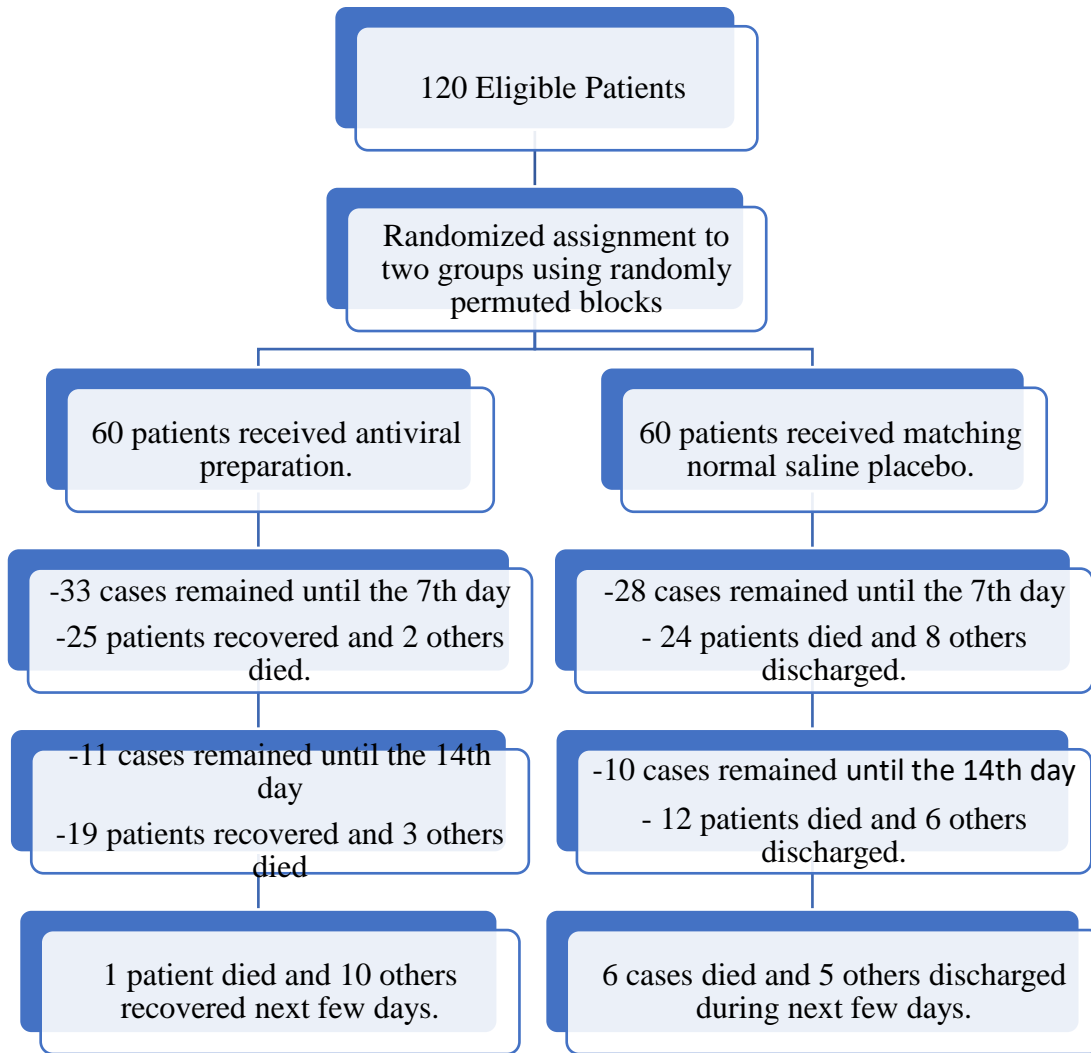 120 Eligible Patients
Randomized assignment to
two groups using randomly
permuted blocks
60 patients received antiviral
preparation.
60 patients received matching
normal saline placebo.
-33 cases remained until the 7th day
-25 patients recovered and 2 others
died.
-28 cases remained until the 7th day
- 24 patients died and 8 others
discharged.
-11 cases remained until the 14th
day
-19 patients recovered and 3 others
died
-10 cases remained until the 14th day
- 12 patients died and 6 others
discharged.
1 patient died and 10 others
recovered next few days.
6 cases died and 5 others discharged
during next few days.